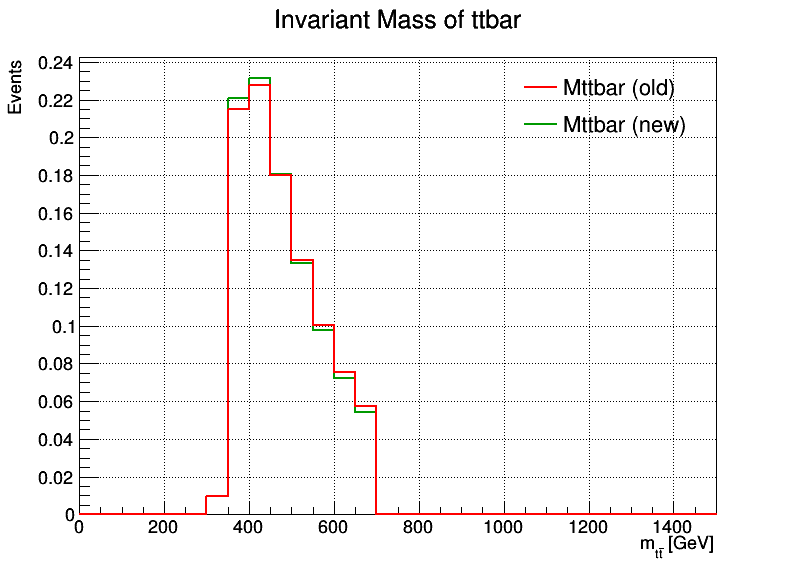 Invariant Mass of ttbar
Events
0.24
0.22
0.2
0.18
0.16
0.14
0.12
0.1
0.08
0.06
0.04
0.02
0
Mttbar (old)
Mttbar (new)
0 200 400 600 800 1000 1200 1400
m_{tt̄} [GeV]